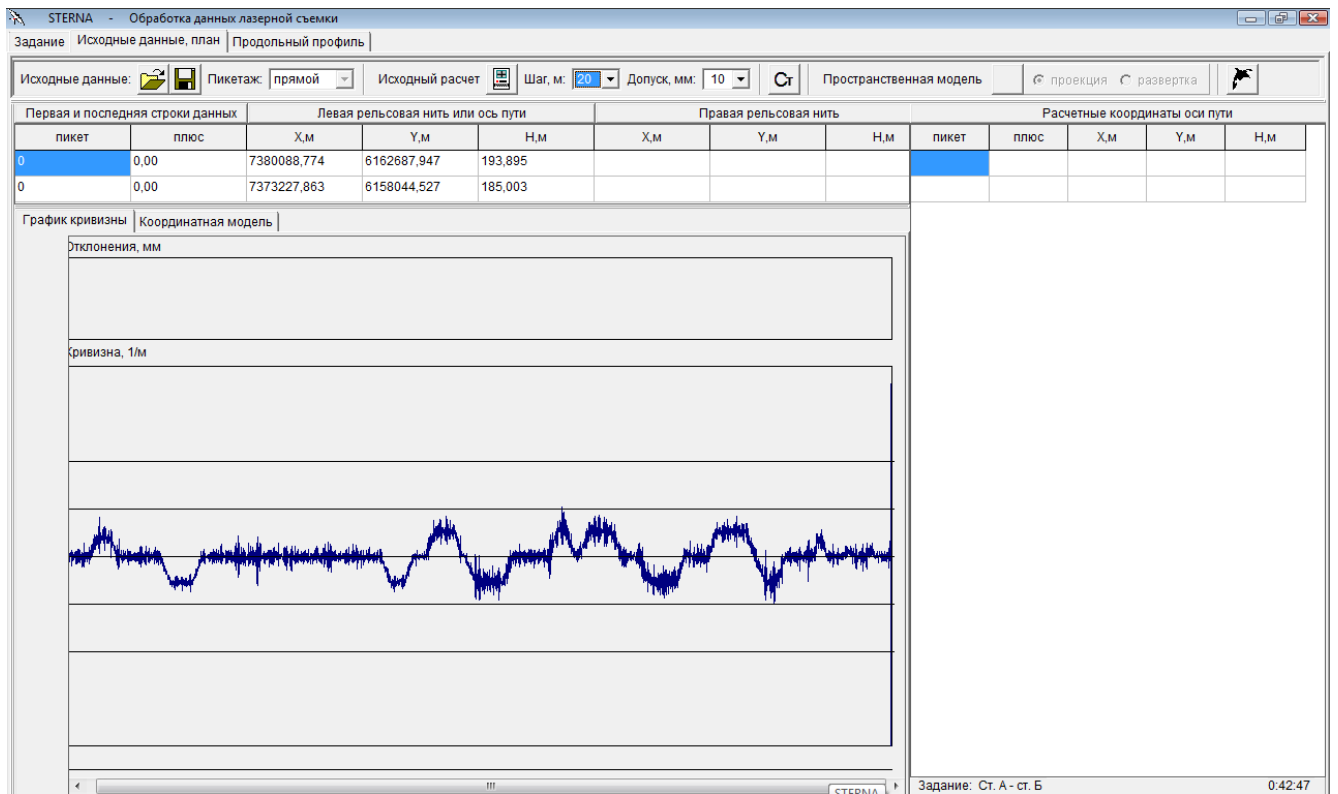 STERNA - Обработка данных лазерной съемки
Задание Исходные данные, план Продольный профиль
Исходные данные: Пикетаж: прямой Исходный расчет Шаг, м: 20 Допуск, мм: 10 Ст Пространственная модель проекция развертка
Первая и последняя строки данных Левая рельсовая нить или ось пути Правая рельсовая нить Расчетные координаты оси пути
пикет плюс X,м Y,м Н,м X,м Y,м Н,м пикет плюс X,м Y,м Н,м
0 0,00 7380088,774 6162687,947 193,895
0 0,00 7373227,863 6158044,527 185,003
График кривизны Координатная модель
Отклонения, мм
Кривизна, 1/м
STERNA
Задание: Ст. А - ст. Б 0:42:47